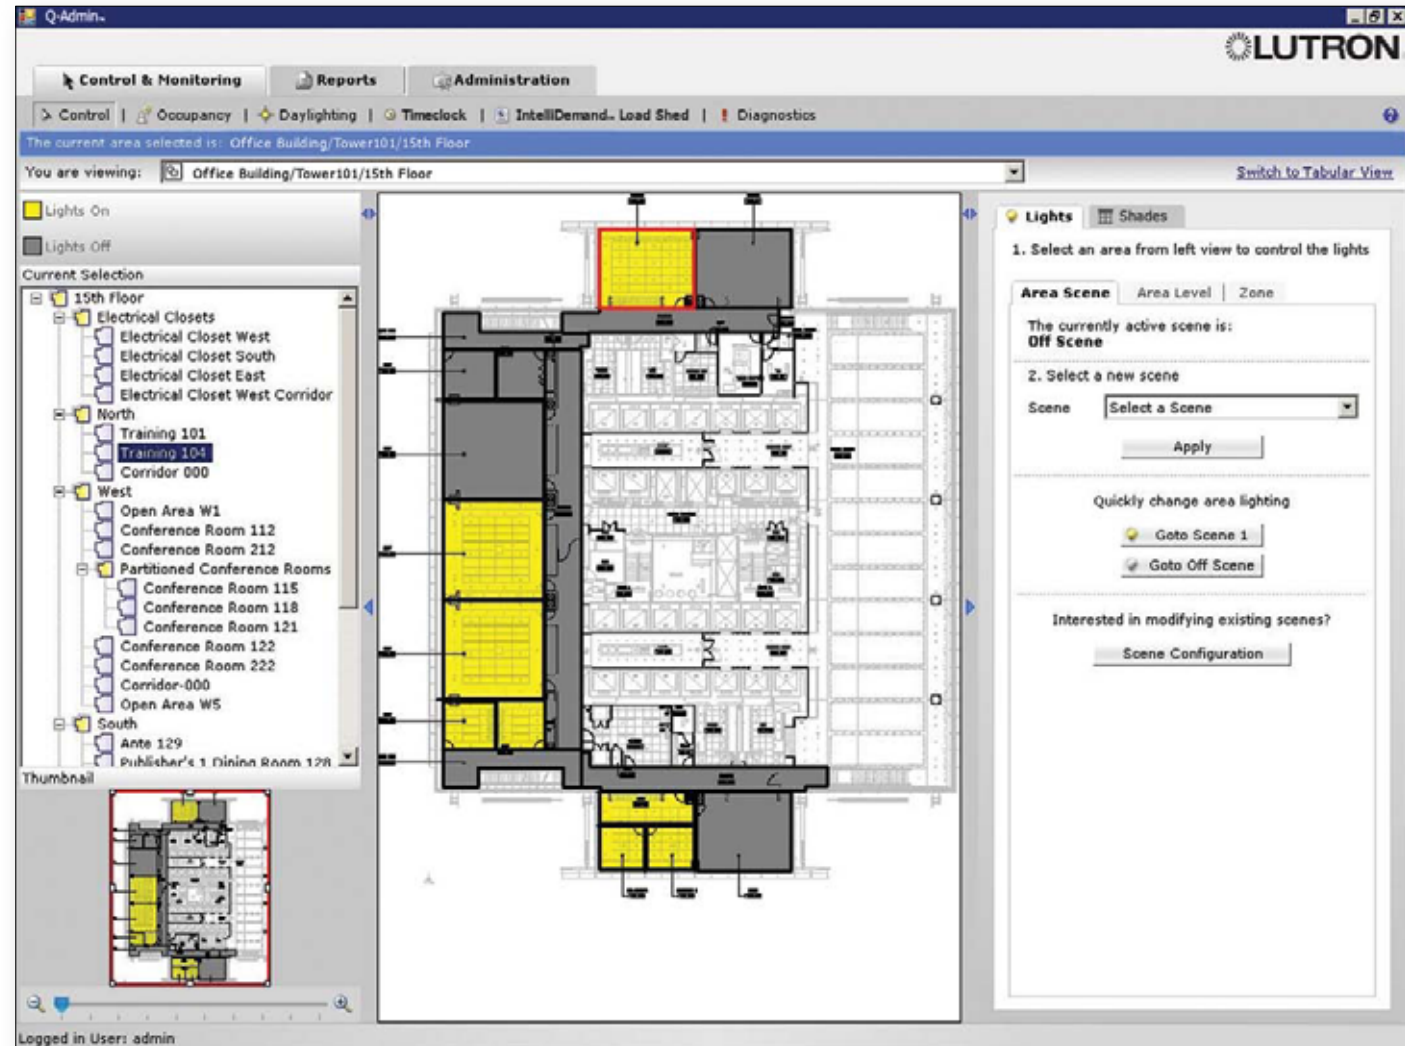 Q-Admin™
LUTRON
Control & Monitoring
Reports
Administration
Control | Occupancy | Daylighting | Timeclock | IntelliDemand™ Load Shed | Diagnostics
The current area selected is: Office Building/Tower101/15th Floor
You are viewing: Office Building/Tower101/15th Floor
Switch to Tabular View
Lights On
Lights Off
Current Selection
15th Floor
Electrical Closets
Electrical Closet West
Electrical Closet South
Electrical Closet East
Electrical Closet West Corridor
North
Training 101
Training 104
Corridor 000
West
Open Area W1
Conference Room 112
Conference Room 212
Partitioned Conference Rooms
Conference Room 115
Conference Room 118
Conference Room 121
Conference Room 122
Conference Room 222
Corridor-000
Open Area W5
South
Ante 129
Publisher's 1 Dining Room 128
Thumbnail
Logged in User: admin
Lights
Shades
1. Select an area from left view to control the lights
Area Scene
Area Level | Zone
The currently active scene is:
Off Scene
2. Select a new scene
Scene
Select a Scene
Apply
Quickly change area lighting
Goto Scene 1
Goto Off Scene
Interested in modifying existing scenes?
Scene Configuration